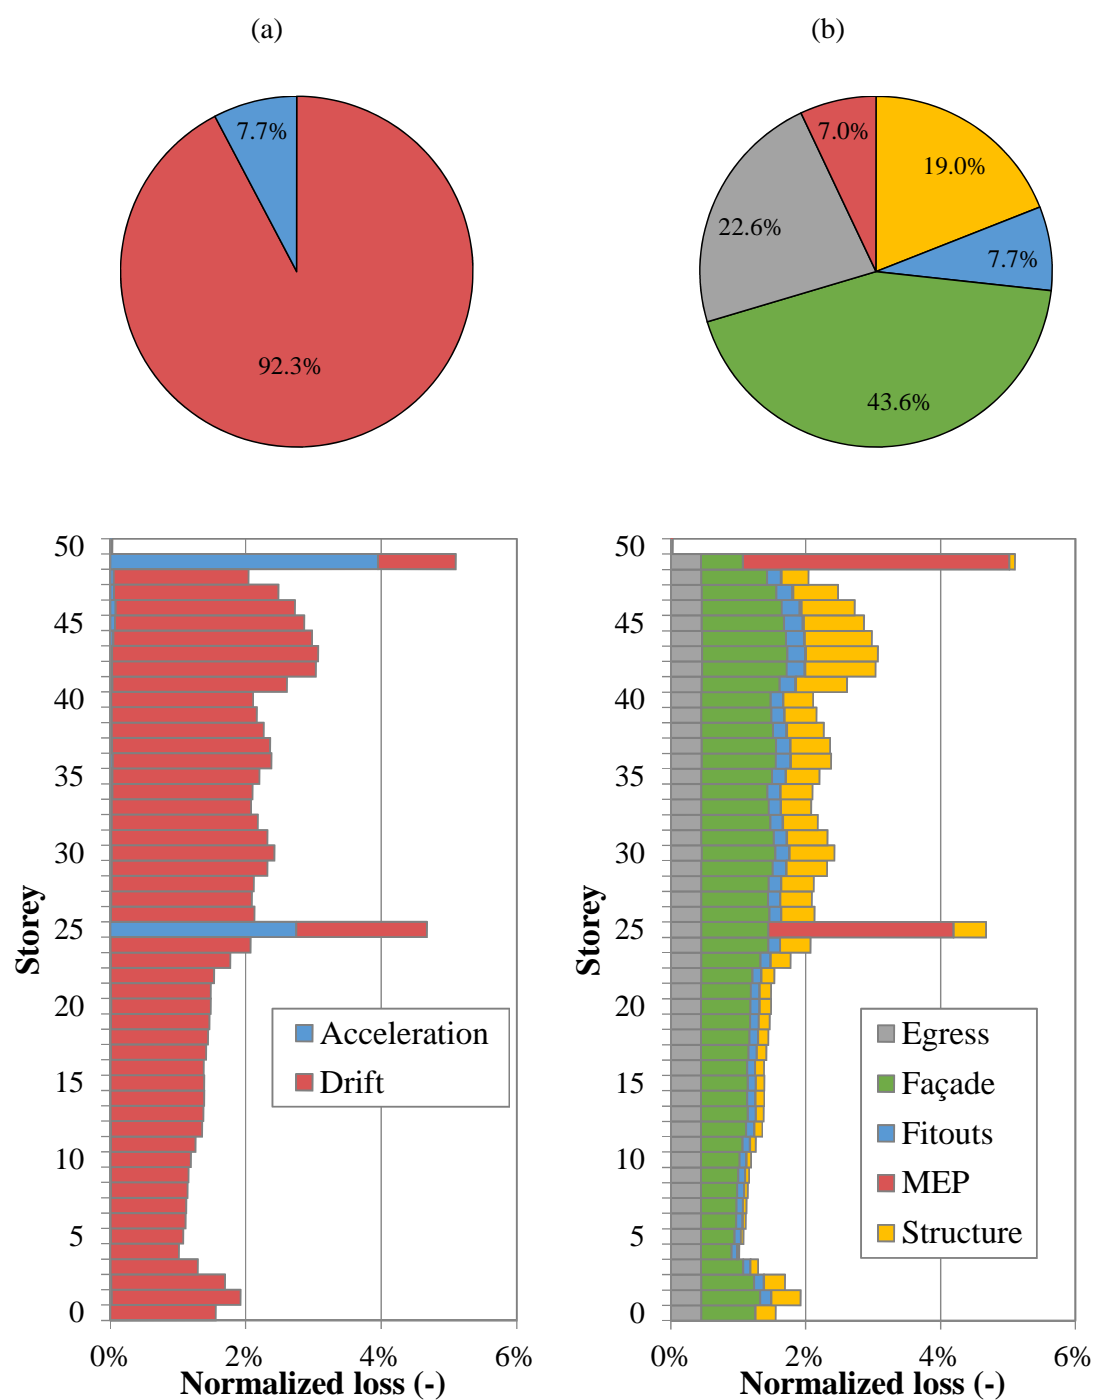 (a)
(b)
7.7%
92.3%
7.0%
19.0%
22.6%
7.7%
43.6%
50
45
40
35
30
25
20
15
10
5
0
Storey
Acceleration
Drift
0%
2%
4%
6%
Normalized loss (-)
50
45
40
35
30
25
20
15
10
5
0
Storey
Egress
Façade
Fitouts
MEP
Structure
0%
2%
4%
6%
Normalized loss (-)